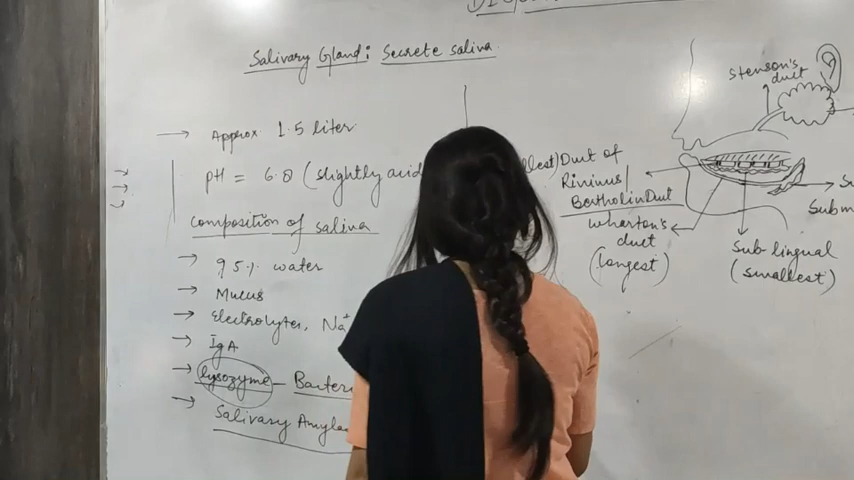 Salivary Gland: Secrete saliva
→ Approx. 1.5 liter
pH = 6.8 (slightly acid
Composition of saliva
→ 95% water
→ Mucus
→ Electrolytes, Na+
→ IgA
→ lysozyme – Bacter
→ Salivary Amyla
Stenson's
duct
llest) Duct of
Rivinus/
Bartholin Duct
Wharton's
duct
(longest)
Sub lingual
(smallest)
Su
Subm